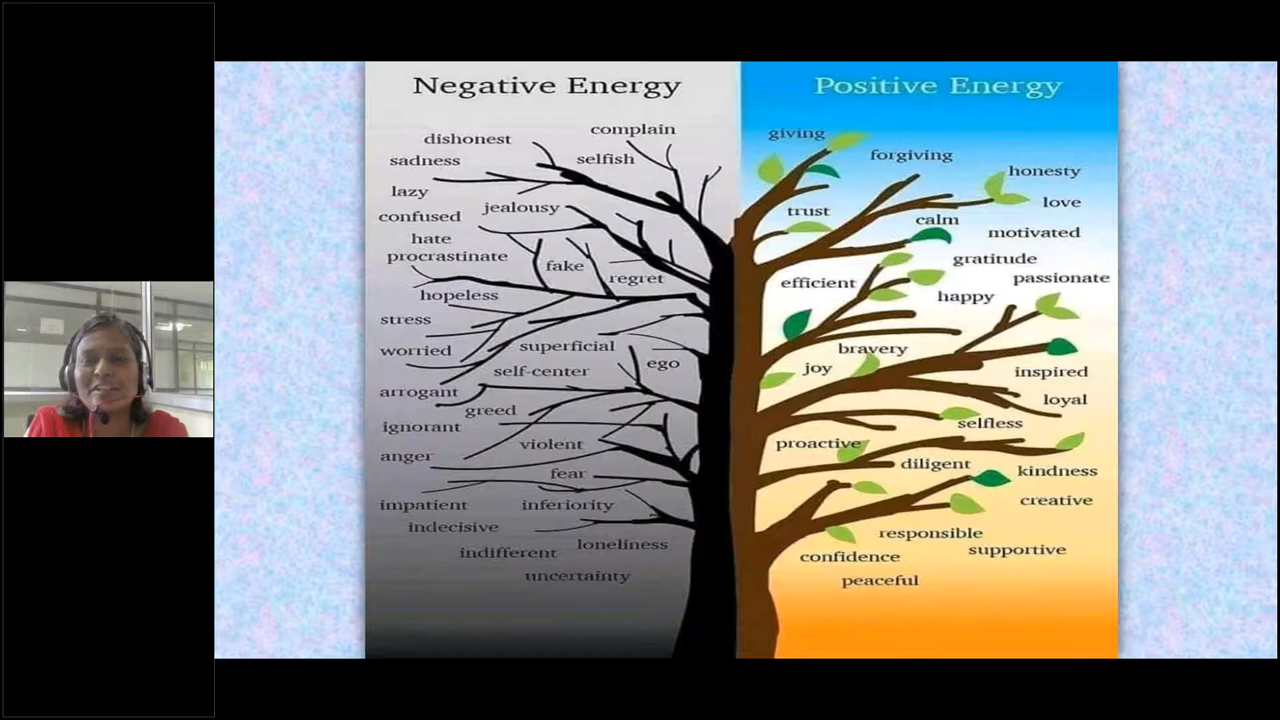 Negative Energy
dishonest
complain
sadness
selfish
lazy
confused
jealousy
hate
procrastinate
fake
regret
hopeless
stress
worried
superficial
self-center
ego
arrogant
greed
ignorant
violent
anger
fear
impatient
inferiority
indecisive
indifferent
loneliness
uncertainty
Positive Energy
giving
forgiving
honesty
love
trust
calm
motivated
gratitude
efficient
passionate
happy
bravery
joy
inspired
loyal
selfless
proactive
diligent
kindness
creative
responsible
supportive
confidence
peaceful